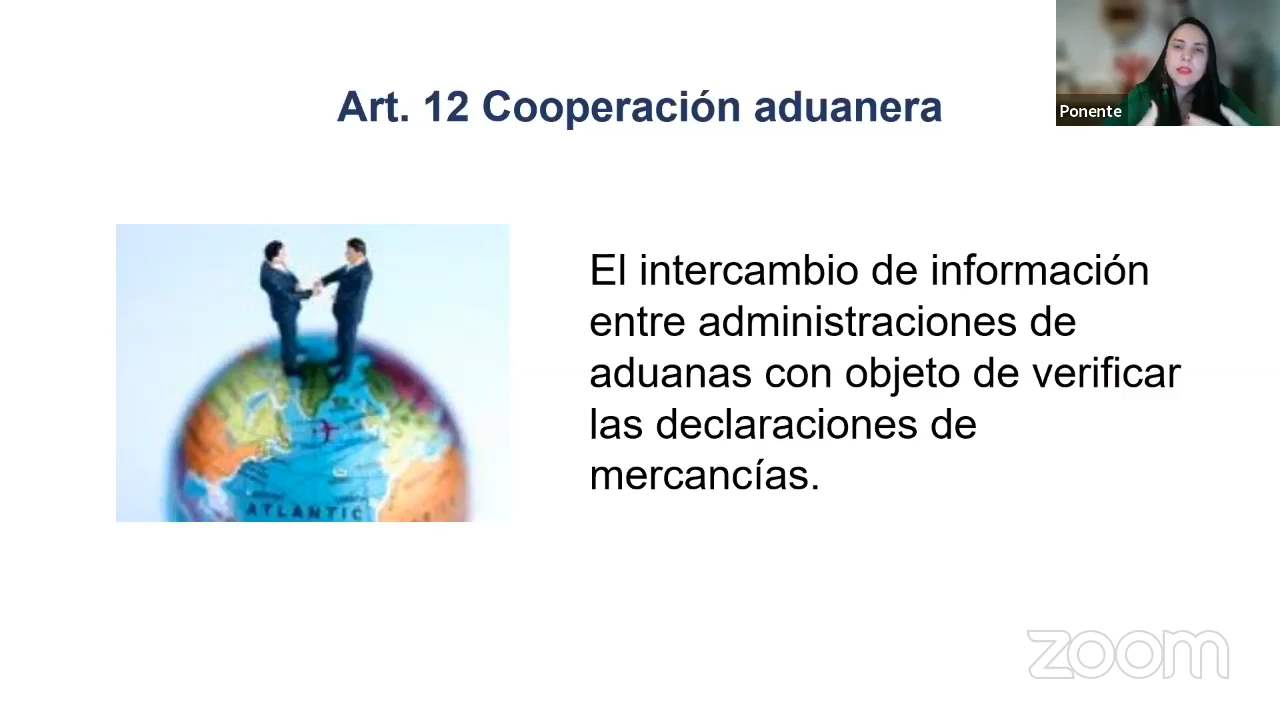 Art. 12 Cooperación aduanera
Ponente
El intercambio de información
entre administraciones de
aduanas con objeto de verificar
las declaraciones de
mercancías.
ATLANTIC
zoom